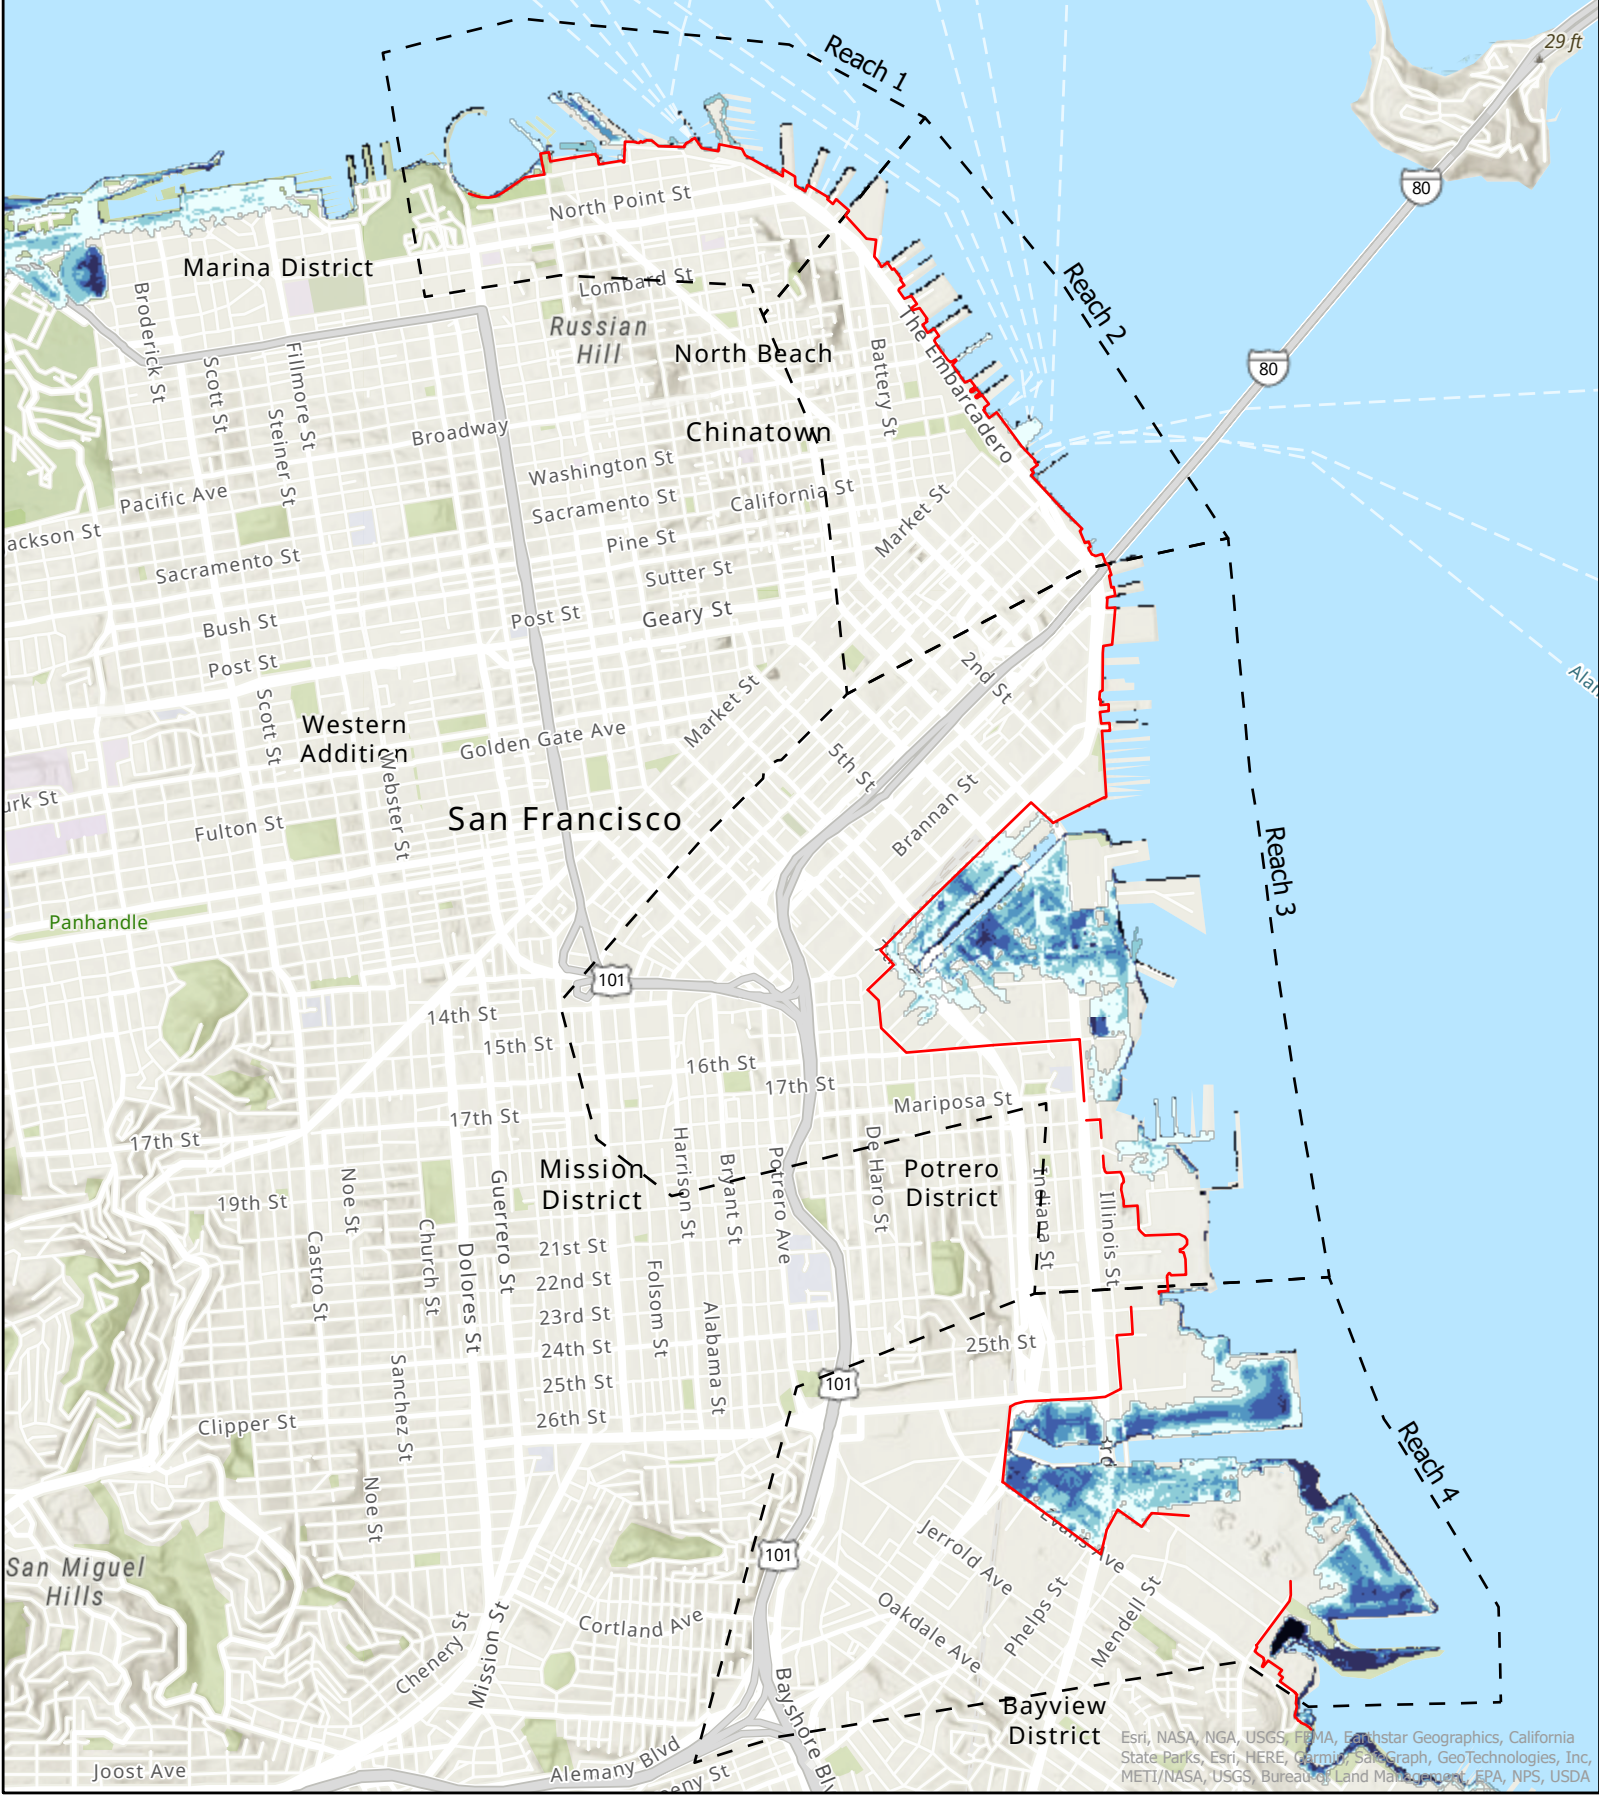 Reach 1
29 ft
80
North Point St
Marina District
Lombard St
Reach 2
Broderick St
Russian
Hill
North Beach
The Embarcadero
Battery St
80
Scott St
Fillmore St
Steiner St
Broadway
Chinatown
Washington St
Pacific Ave
Sacramento St
California St
Market St
ackson St
Pine St
Sacramento St
Sutter St
Bush St
Post St
Geary St
Post St
2nd St
Alan
Scott St
Western
Addition
Market St
Golden Gate Ave
5th St
Webster St
urk St
Fulton St
San Francisco
Brannan St
Reach 3
Panhandle
101
14th St
15th St
16th St
17th St
Mariposa St
17th St
17th St
Mission
District
Harrison St
Bryant St
Potrero Ave
De Haro St
Potrero
District
Indiana St
Illinois St
19th St
Noe St
Castro St
Church St
Dolores St
Guerrero St
21st St
22nd St
23rd St
24th St
25th St
26th St
Folsom St
Alabama St
25th St
101
Clipper St
Sanchez St
Noe St
rd
Reach 4
101
Evans Ave
Jerrold Ave
San Miguel
Hills
Cortland Ave
Oakdale Ave
Phelps St
Mendell St
Chenery St
Mission St
Bayshore Blv
Bayview
District
Alemany Blvd
Joost Ave
eny St
Esri, NASA, NGA, USGS, FEMA, Earthstar Geographics, California
State Parks, Esri, HERE, Garmin, SafeGraph, GeoTechnologies, Inc,
METI/NASA, USGS, Bureau of Land Management, EPA, NPS, USDA